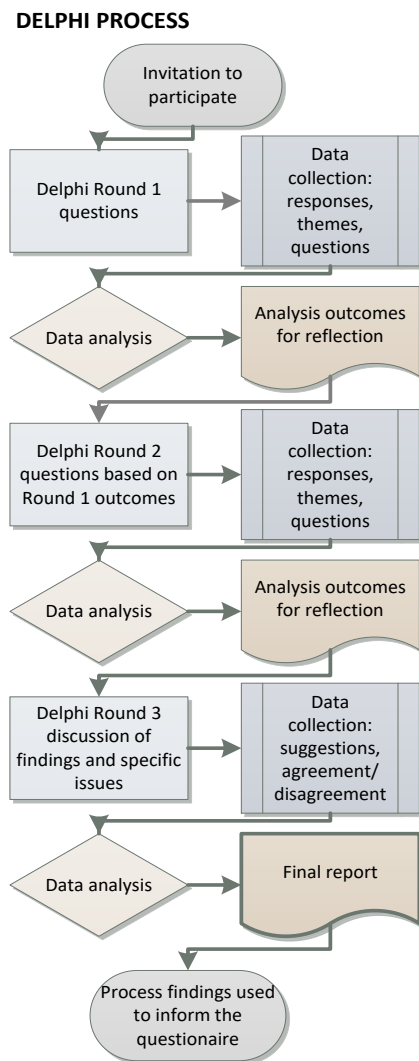 DELPHI PROCESS
Invitation to
participate
Delphi Round 1
questions
Data
collection:
responses,
themes,
questions
Data analysis
Analysis outcomes
for reflection
Delphi Round 2
questions based on
Round 1 outcomes
Data
collection:
responses,
themes,
questions
Data analysis
Analysis outcomes
for reflection
Delphi Round 3
discussion of
findings and specific
issues
Data
collection:
suggestions,
agreement/
disagreement
Data analysis
Final report
Process findings used
to inform the
questionaire